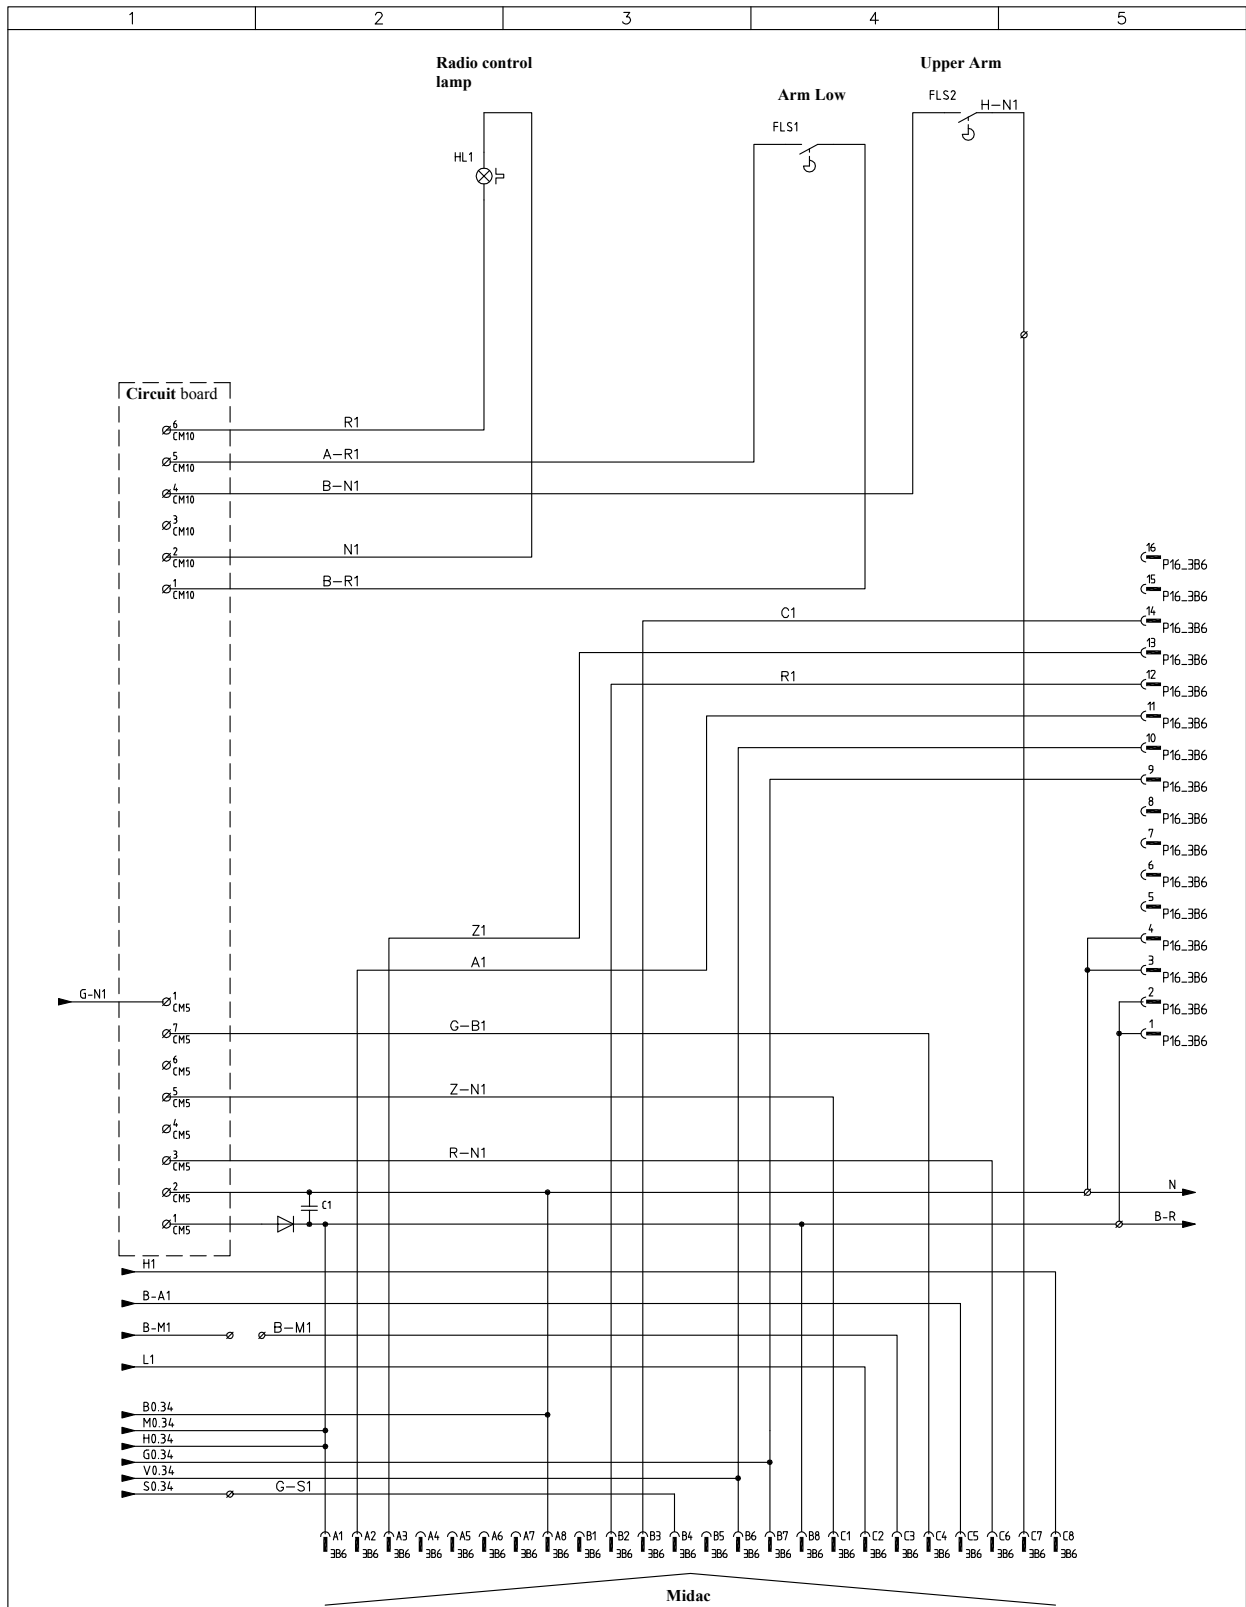 1 2 3 4 5
Radio control
lamp
Upper Arm
Arm Low
FLS2
H-N1
FLS1
HL1
Circuit board
6
CM10
R1
5
CM10
A-R1
4
CM10
B-N1
3
CM10
2
CM10
N1
1
CM10
B-R1
16
P16_3B6
15
P16_3B6
14
P16_3B6
C1
13
P16_3B6
12
P16_3B6
R1
11
P16_3B6
10
P16_3B6
9
P16_3B6
8
P16_3B6
7
P16_3B6
6
P16_3B6
5
P16_3B6
4
P16_3B6
Z1
3
P16_3B6
A1
2
P16_3B6
1
P16_3B6
G-N1
1
CM5
7
CM5
G-B1
6
CM5
5
CM5
Z-N1
4
CM5
3
CM5
R-N1
2
CM5
N
C1
1
CM5
B-R
H1
B-A1
B-M1 B-M1
L1
B0.34
M0.34
H0.34
G0.34
V0.34
S0.34
G-S1
A1 A2 A3 A4 A5 A6 A7 A8 B1 B2 B3 B4 B5 B6 B7 B8 C1 C2 C3 C4 C5 C6 C7 C8
3B6 3B6 3B6 3B6 3B6 3B6 3B6 3B6 3B6 3B6 3B6 3B6 3B6 3B6 3B6 3B6 3B6 3B6 3B6 3B6 3B6 3B6 3B6 3B6
Midac